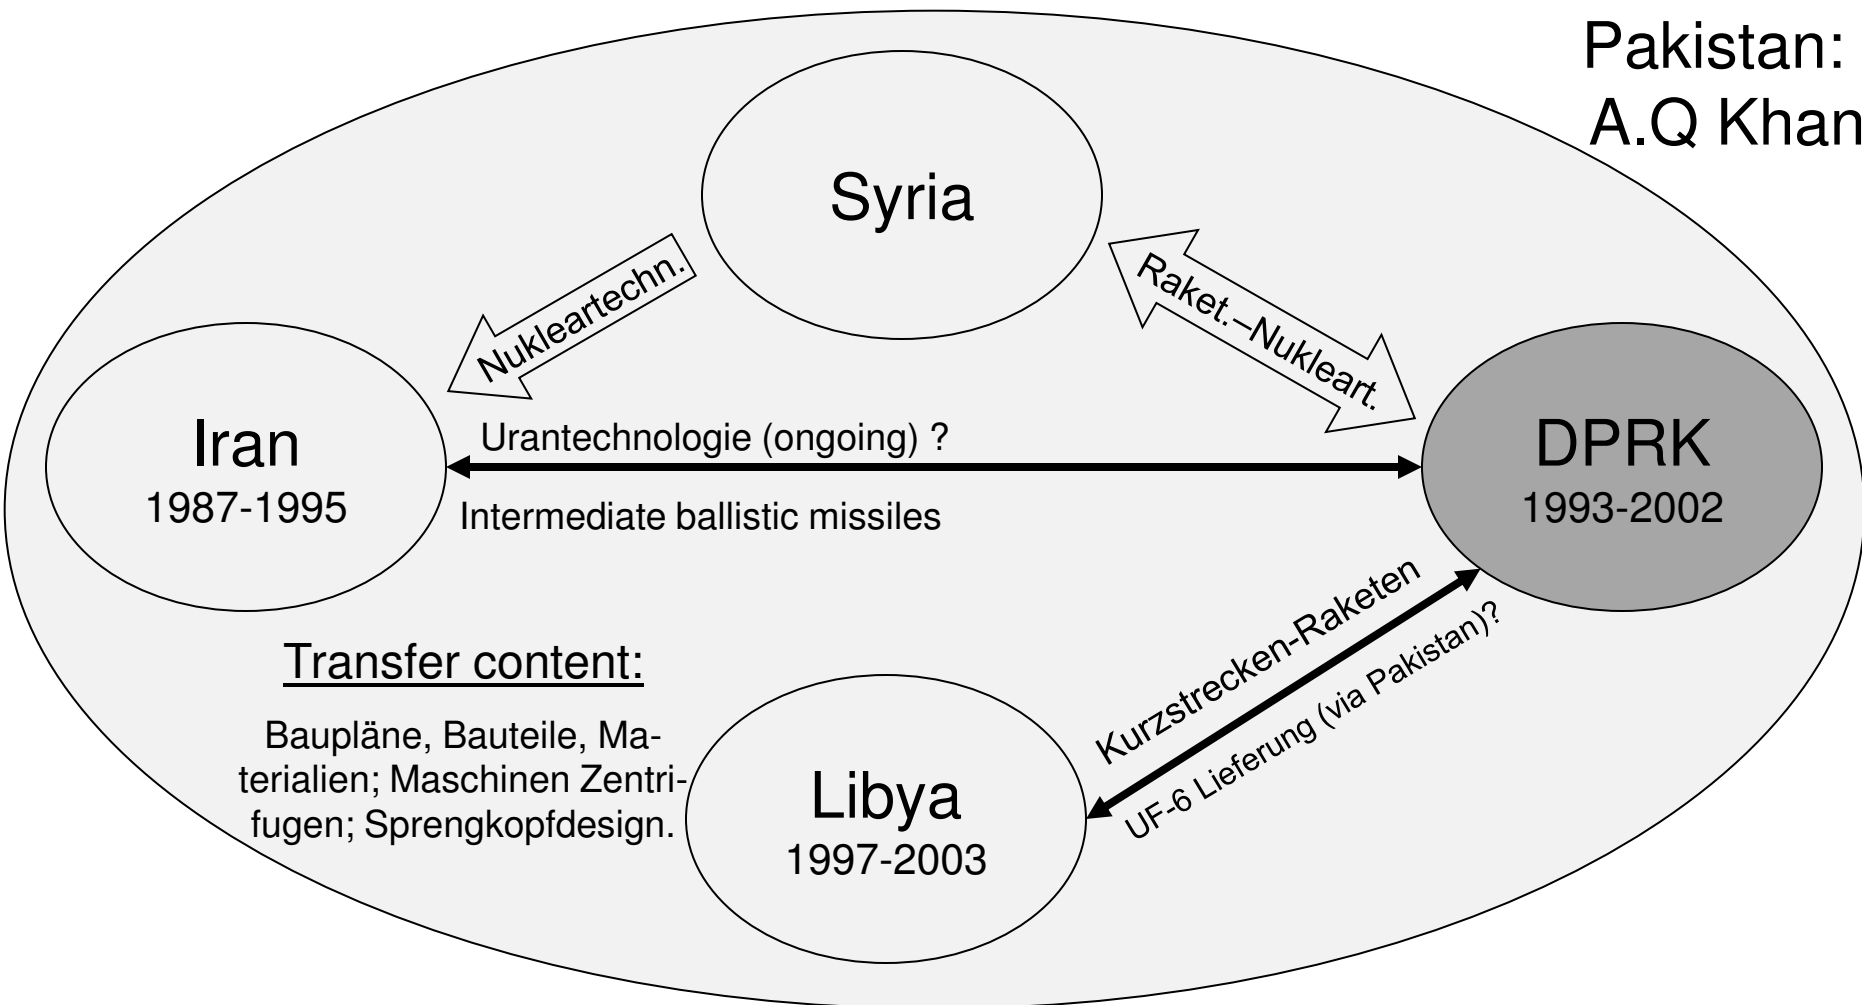 Pakistan:
A.Q Khan
Syria
Nukleartechn.
Raket.–Nukleart.
Iran
1987-1995
Urantechnologie (ongoing) ?
Intermediate ballistic missiles
DPRK
1993-2002
Kurzstrecken-Raketen
UF-6 Lieferung (via Pakistan)?
Transfer content:
Baupläne, Bauteile, Ma-
terialien; Maschinen Zentri-
fugen; Sprengkopfdesign.
Libya
1997-2003